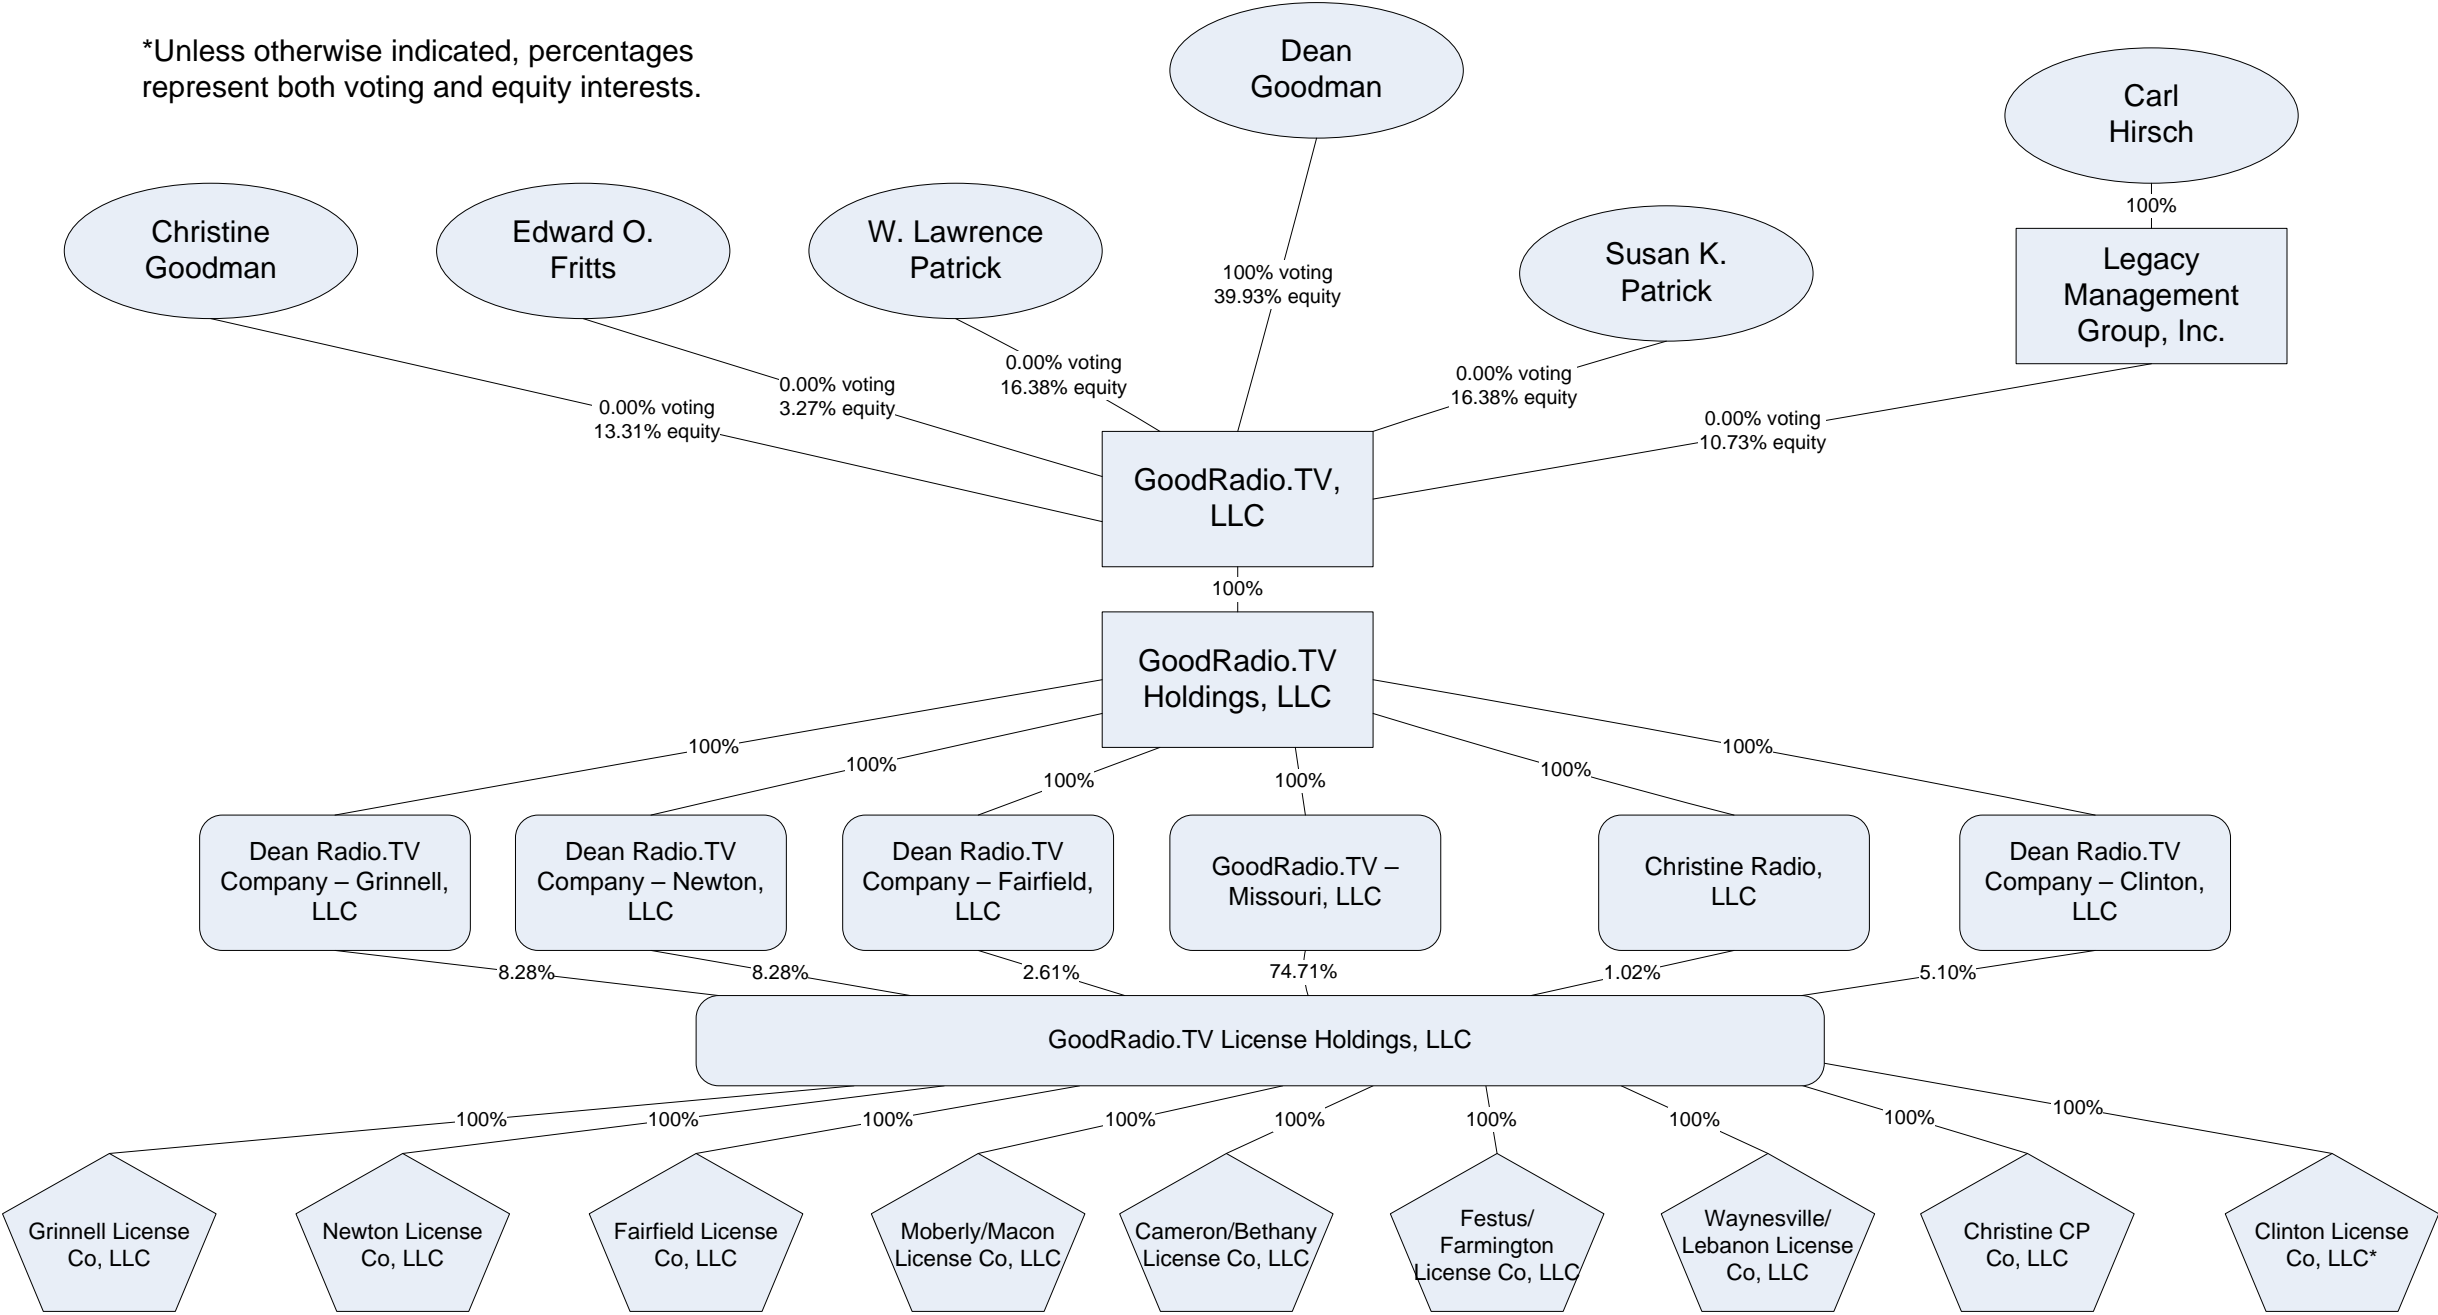 *Unless otherwise indicated, percentages
represent both voting and equity interests.
Dean
Goodman
Carl
Hirsch
100%
Christine
Goodman
Edward O.
Fritts
W. Lawrence
Patrick
Susan K.
Patrick
Legacy
Management
Group, Inc.
100% voting
39.93% equity
0.00% voting
13.31% equity
0.00% voting
3.27% equity
0.00% voting
16.38% equity
0.00% voting
16.38% equity
0.00% voting
10.73% equity
GoodRadio.TV,
LLC
100%
GoodRadio.TV
Holdings, LLC
100%
100%
100%
100%
100%
100%
Dean Radio.TV
Company – Grinnell,
LLC
Dean Radio.TV
Company – Newton,
LLC
Dean Radio.TV
Company – Fairfield,
LLC
GoodRadio.TV –
Missouri, LLC
Christine Radio,
LLC
Dean Radio.TV
Company – Clinton,
LLC
8.28%
8.28%
2.61%
74.71%
1.02%
5.10%
GoodRadio.TV License Holdings, LLC
100%
100%
100%
100%
100%
100%
100%
100%
100%
Grinnell License
Co, LLC
Newton License
Co, LLC
Fairfield License
Co, LLC
Moberly/Macon
License Co, LLC
Cameron/Bethany
License Co, LLC
Festus/
Farmington
License Co, LLC
Waynesville/
Lebanon License
Co, LLC
Christine CP
Co, LLC
Clinton License
Co, LLC*